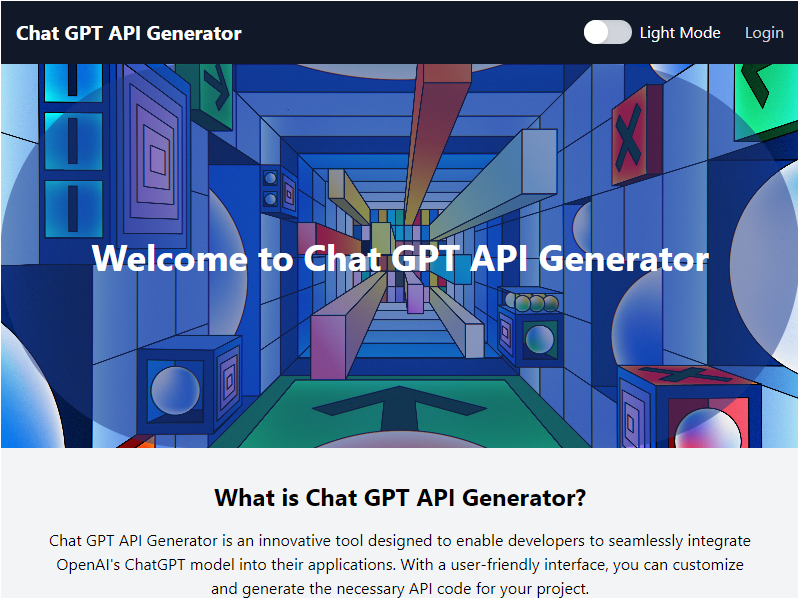 Chat GPT API Generator
Light Mode
Login
Welcome to Chat GPT API Generator
What is Chat GPT API Generator?
Chat GPT API Generator is an innovative tool designed to enable developers to seamlessly integrate
OpenAI's ChatGPT model into their applications. With a user-friendly interface, you can customize
and generate the necessary API code for your project.